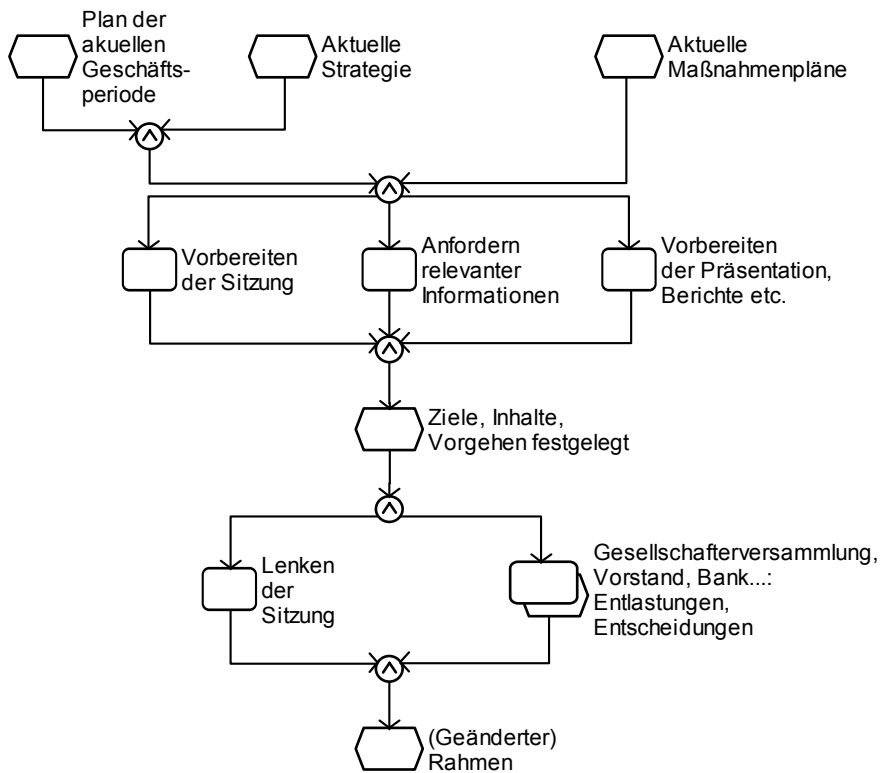 Plan der
akuellen
Geschäfts-
periode
Aktuelle
Strategie
Aktuelle
Maßnahmenpläne
Vorbereiten
der Sitzung
Anfordern
relevanter
Informationen
Vorbereiten
der Präsentation,
Berichte etc.
Ziele, Inhalte,
Vorgehen festgelegt
Lenken
der
Sitzung
Gesellschafterversammlung,
Vorstand, Bank...:
Entlastungen,
Entscheidungen
(Geänderter)
Rahmen